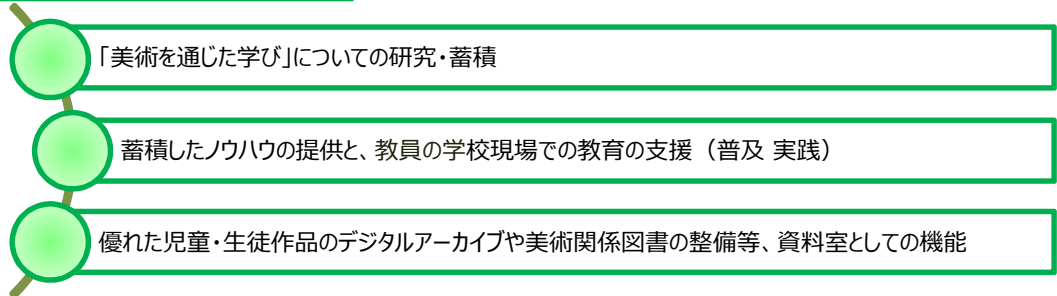 「美術を通じた学び」についての研究・蓄積
蓄積したノウハウの提供と、教員の学校現場での教育の支援（普及 実践）
優れた児童・生徒作品のデジタルアーカイブや美術関係図書の整備等、資料室としての機能